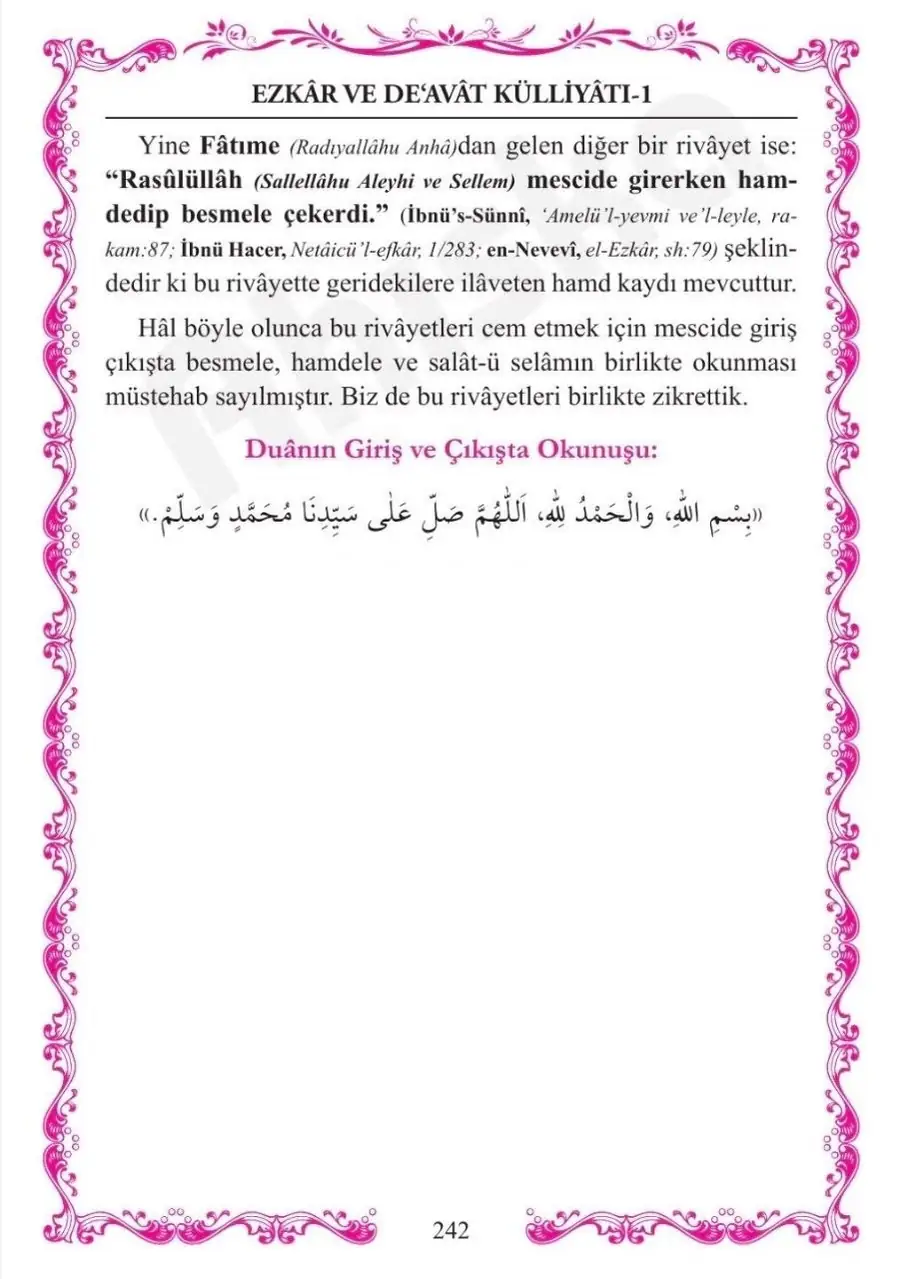 EZKÂR VE DE‘AVÂT KÜLLİYÂTI-1
Yine Fâtıme (Radıyallâhu Anhâ)dan gelen diğer bir rivâyet ise:
“Rasûlüllâh (Sallellâhu Aleyhi ve Sellem) mescide girerken ham-
dedip besmele çekerdi.” (İbnü’s-Sünnî, ‘Amelü’l-yevmi ve’l-leyle, ra-
kam:87; İbnü Hacer, Netâicü’l-efkâr, 1/283; en-Nevevî, el-Ezkâr, sh:79) şeklin-
dedir ki bu rivâyette geridekilere ilâveten hamd kaydı mevcuttur.
Hâl böyle olunca bu rivâyetleri cem etmek için mescide giriş
çıkışta besmele, hamdele ve salât-ü selâmın birlikte okunması
müstehab sayılmıştır. Biz de bu rivâyetleri birlikte zikrettik.
Duânın Giriş ve Çıkışta Okunuşu:
«بِسْمِ اللّٰهِ، وَالْحَمْدُ لِلّٰهِ، اَللّٰهُمَّ صَلِّ عَلٰى سَيِّدِنَا مُحَمَّدٍ وَسَلِّمْ.»
242